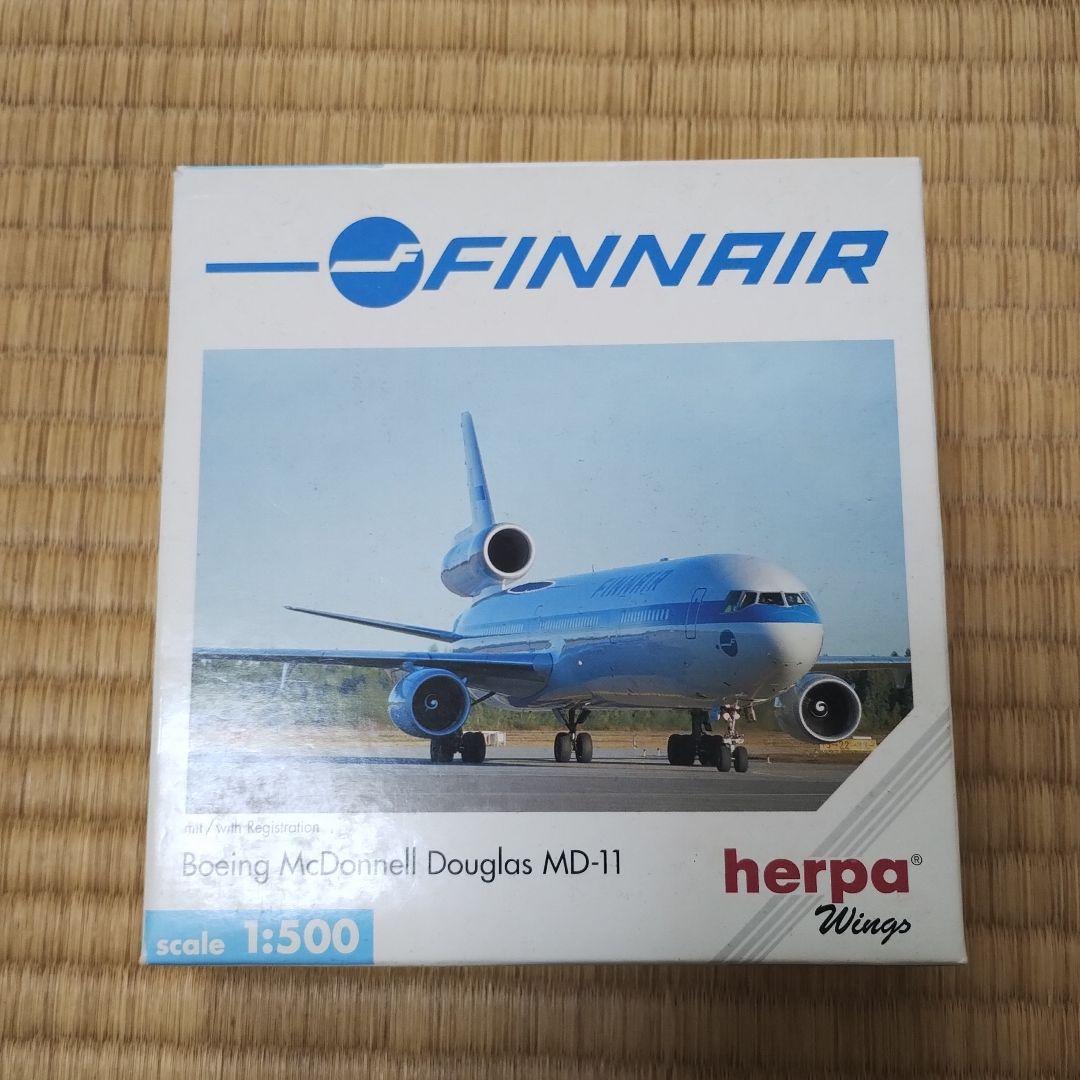 F FINNAIR
FINNAIR
mit/with Registration
Boeing McDonnell Douglas MD-11
herpa®
Wings
scale 1:500